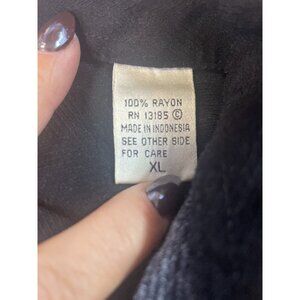 100% RAYON
RN 13185 ©
MADE IN INDONESIA
SEE OTHER SIDE
FOR CARE
XL